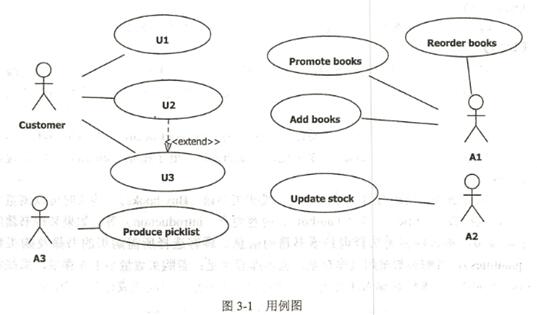 U1
Reorder books
Promote books
U2
Customer
Add books
<extend>>
A1
U3
Update stock
Produce picklist
A2
A3
图 3-1 用例图